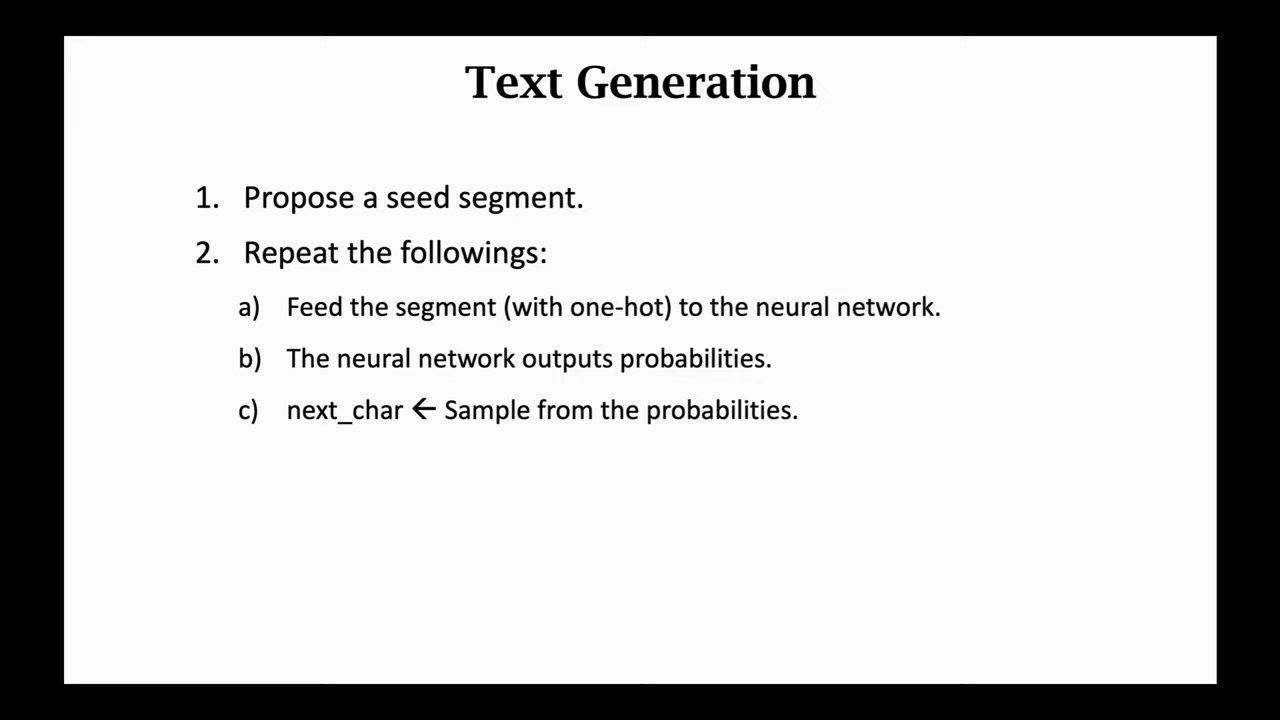 Text Generation
1. Propose a seed segment.
2. Repeat the followings:
a) Feed the segment (with one-hot) to the neural network.
b) The neural network outputs probabilities.
c) next_char ← Sample from the probabilities.